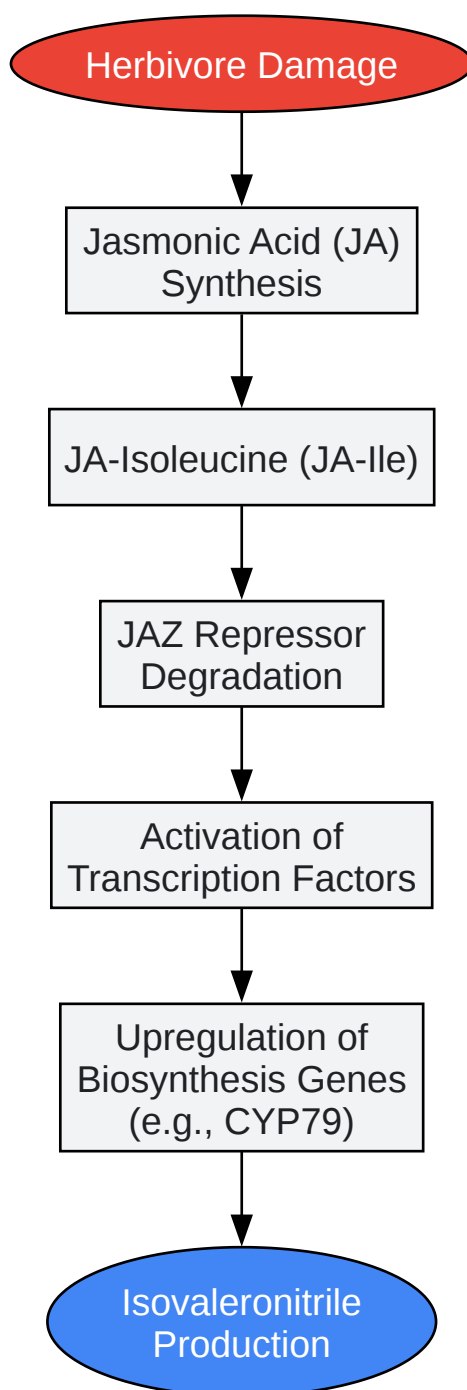 Herbivore Damage
Jasmonic Acid (JA)
Synthesis
JA-Isoleucine (JA-Ile)
JAZ Repressor
Degradation
Activation of
Transcription Factors
Upregulation of
Biosynthesis Genes
(e.g., CYP79)
Isovaleronitrile
Production